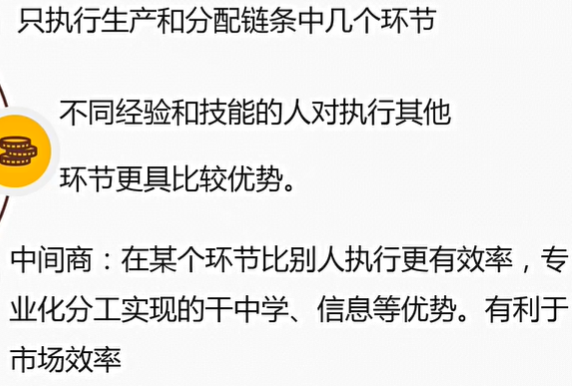 只执行生产和分配链条中几个环节
不同经验和技能的人对执行其他
环节更具比较优势。
中间商：在某个环节比别人执行更有效率，专
业化分工实现的干中学、信息等优势。有利于
市场效率